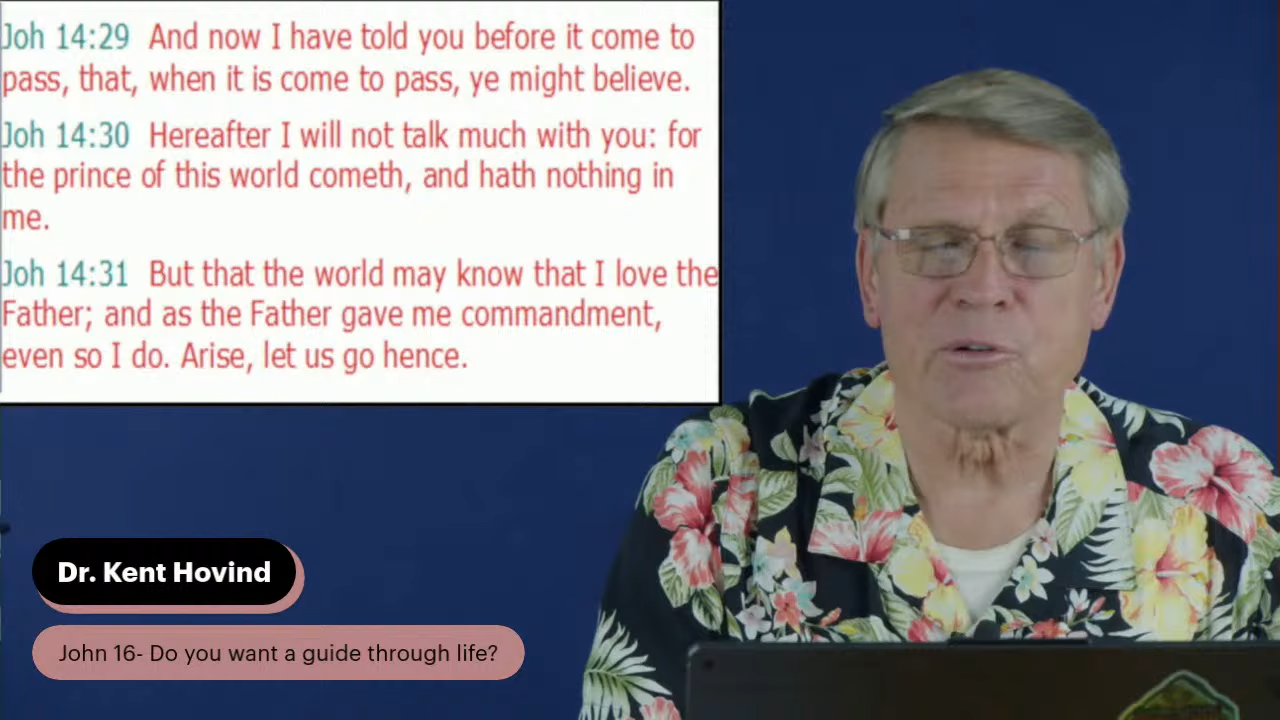 Joh 14:29 And now I have told you before it come to
pass, that, when it is come to pass, ye might believe.
Joh 14:30 Hereafter I will not talk much with you: for
the prince of this world cometh, and hath nothing in
me.
Joh 14:31 But that the world may know that I love the
Father; and as the Father gave me commandment,
even so I do. Arise, let us go hence.
Dr. Kent Hovind
John 16- Do you want a guide through life?